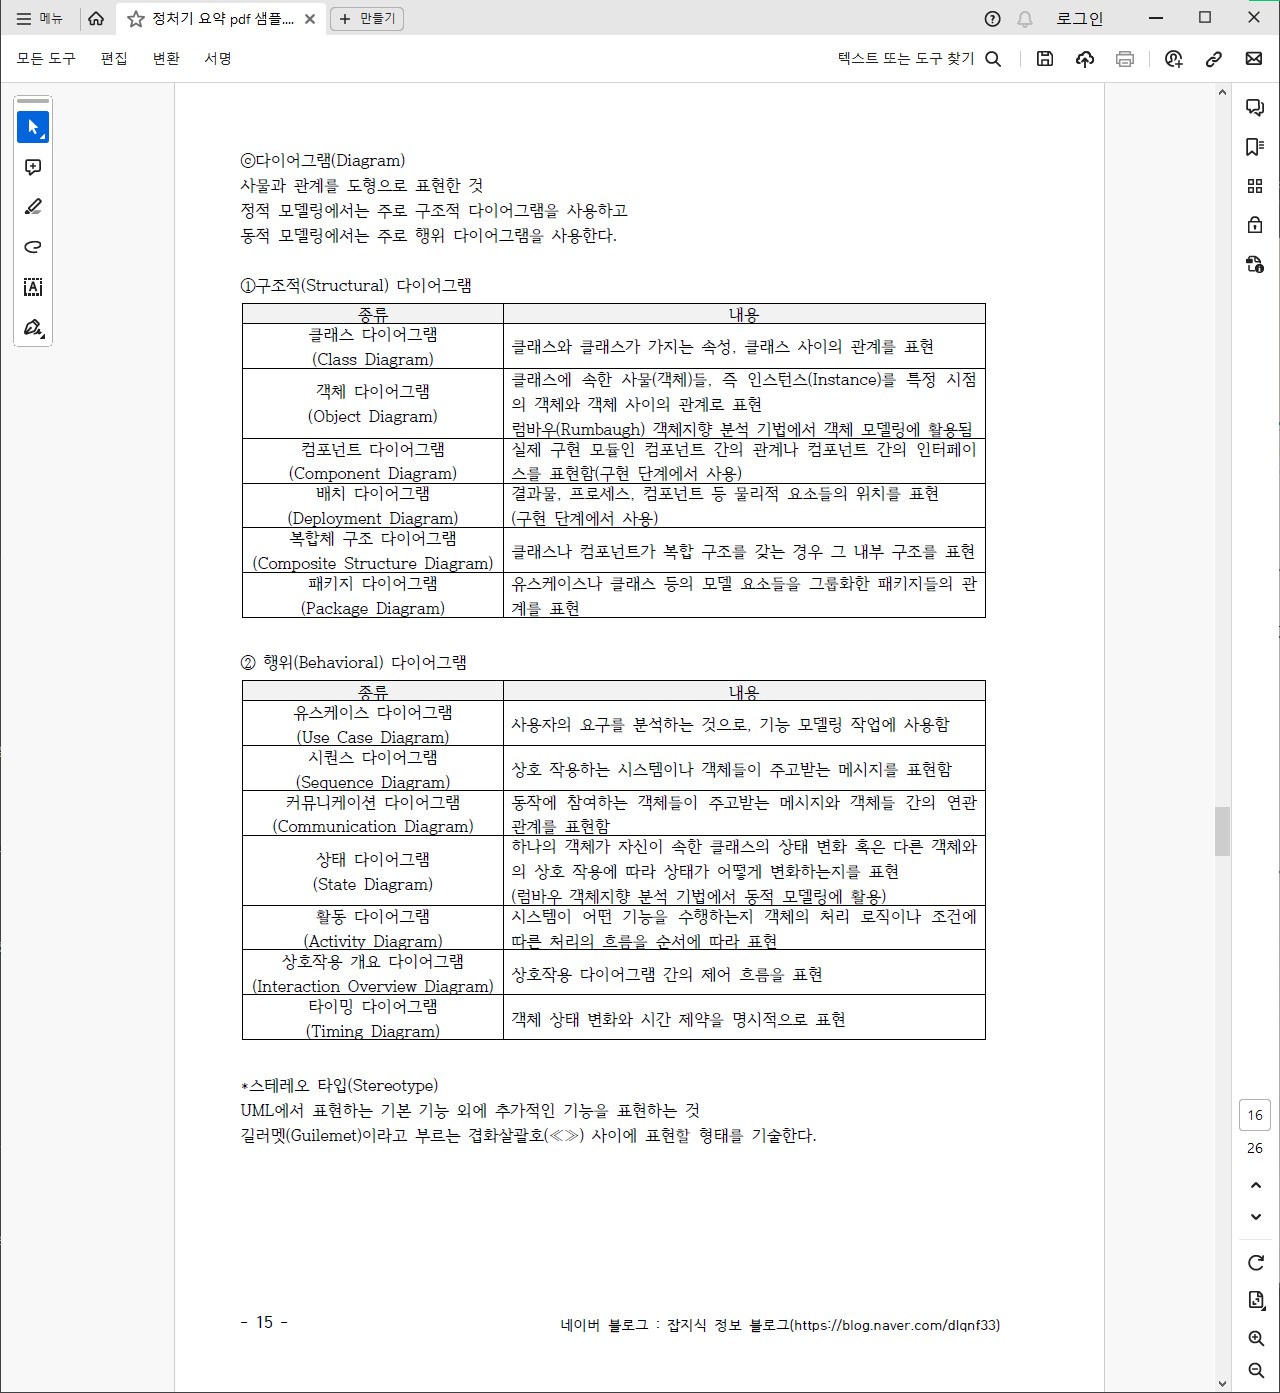 메뉴
정처기 요약 pdf 샘플....
만들기
로그인
모든 도구 편집 변환 서명
텍스트 또는 도구 찾기
ⓒ다이어그램(Diagram)
사물과 관계를 도형으로 표현한 것
정적 모델링에서는 주로 구조적 다이어그램을 사용하고
동적 모델링에서는 주로 행위 다이어그램을 사용한다.
①구조적(Structural) 다이어그램
종류 내용
클래스 다이어그램
(Class Diagram)
클래스와 클래스가 가지는 속성, 클래스 사이의 관계를 표현
객체 다이어그램
(Object Diagram)
클래스에 속한 사물(객체)들, 즉 인스턴스(Instance)를 특정 시점
의 객체와 객체 사이의 관계로 표현
럼바우(Rumbaugh) 객체지향 분석 기법에서 객체 모델링에 활용됨
컴포넌트 다이어그램
(Component Diagram)
실제 구현 모듈인 컴포넌트 간의 관계나 컴포넌트 간의 인터페이
스를 표현함(구현 단계에서 사용)
배치 다이어그램
(Deployment Diagram)
결과물, 프로세스, 컴포넌트 등 물리적 요소들의 위치를 표현
(구현 단계에서 사용)
복합체 구조 다이어그램
(Composite Structure Diagram)
클래스나 컴포넌트가 복합 구조를 갖는 경우 그 내부 구조를 표현
패키지 다이어그램
(Package Diagram)
유스케이스나 클래스 등의 모델 요소들을 그룹화한 패키지들의 관
계를 표현
② 행위(Behavioral) 다이어그램
종류 내용
유스케이스 다이어그램
(Use Case Diagram)
사용자의 요구를 분석하는 것으로, 기능 모델링 작업에 사용함
시퀀스 다이어그램
(Sequence Diagram)
상호 작용하는 시스템이나 객체들이 주고받는 메시지를 표현함
커뮤니케이션 다이어그램
(Communication Diagram)
동작에 참여하는 객체들이 주고받는 메시지와 객체들 간의 연관
관계를 표현함
상태 다이어그램
(State Diagram)
하나의 객체가 자신이 속한 클래스의 상태 변화 혹은 다른 객체와
의 상호 작용에 따라 상태가 어떻게 변화하는지를 표현
(럼바우 객체지향 분석 기법에서 동적 모델링에 활용)
활동 다이어그램
(Activity Diagram)
시스템이 어떤 기능을 수행하는지 객체의 처리 로직이나 조건에
따른 처리의 흐름을 순서에 따라 표현
상호작용 개요 다이어그램
(Interaction Overview Diagram)
상호작용 다이어그램 간의 제어 흐름을 표현
타이밍 다이어그램
(Timing Diagram)
객체 상태 변화와 시간 제약을 명시적으로 표현
*스테레오 타입(Stereotype)
UML에서 표현하는 기본 기능 외에 추가적인 기능을 표현하는 것
길러멧(Guilemet)이라고 부르는 겹화살괄호(≪≫) 사이에 표현할 형태를 기술한다.
16
26
- 15 -
네이버 블로그 : 잡지식 정보 블로그(https://blog.naver.com/dlqnf33)